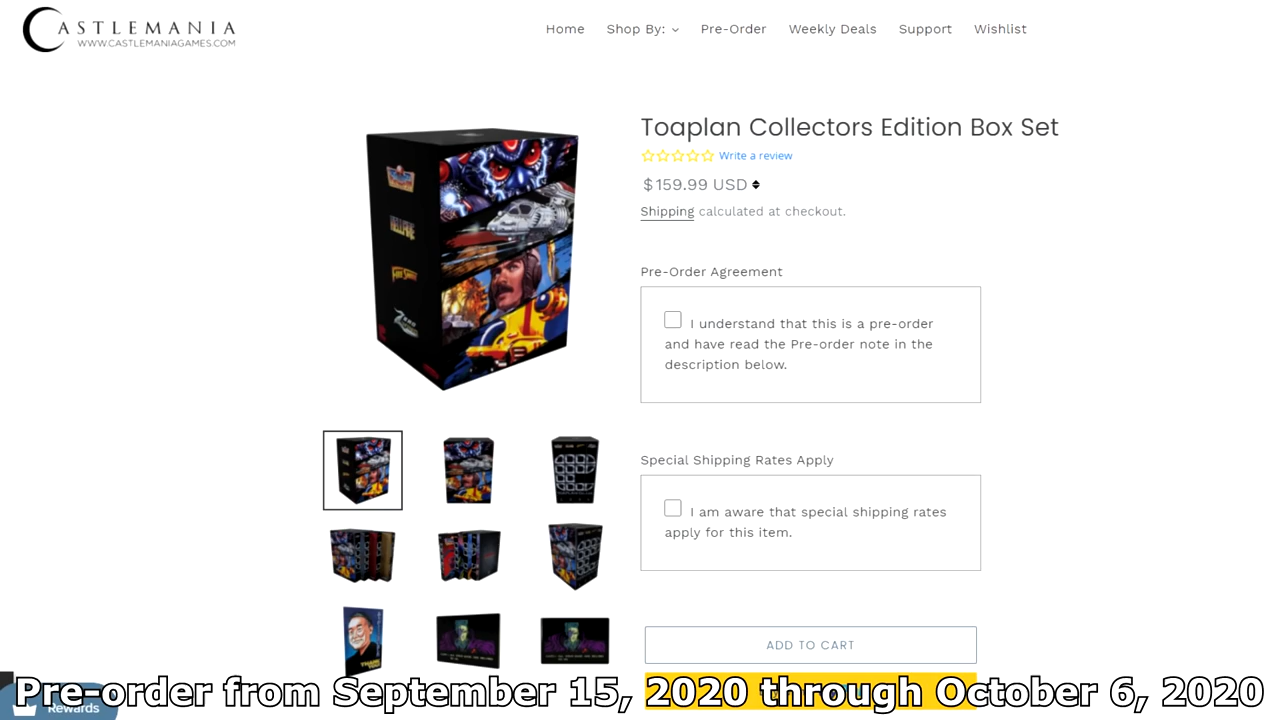 CASTLEMANIA
WWW.CASTLEMANIAGAMES.COM
Home Shop By: Pre-Order Weekly Deals Support Wishlist
Toaplan Collectors Edition Box Set
Write a review
$159.99 USD
Shipping calculated at checkout.
Pre-Order Agreement
I understand that this is a pre-order
and have read the Pre-order note in the
description below.
Special Shipping Rates Apply
I am aware that special shipping rates
apply for this item.
ADD TO CART
Pre-order from September 15, 2020 through October 6, 2020
Rewards